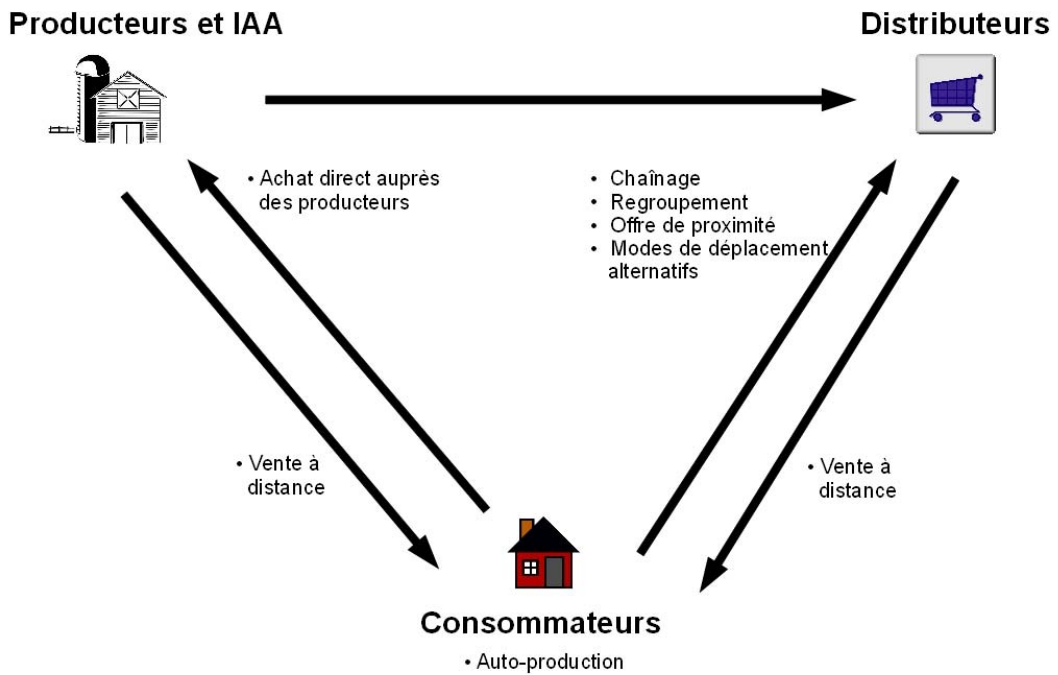 Producteurs et IAA
Distributeurs
• Achat direct auprès
des producteurs
• Chaînage
• Regroupement
• Offre de proximité
• Modes de déplacement
alternatifs
• Vente à
distance
• Vente à
distance
Consommateurs
• Auto-production